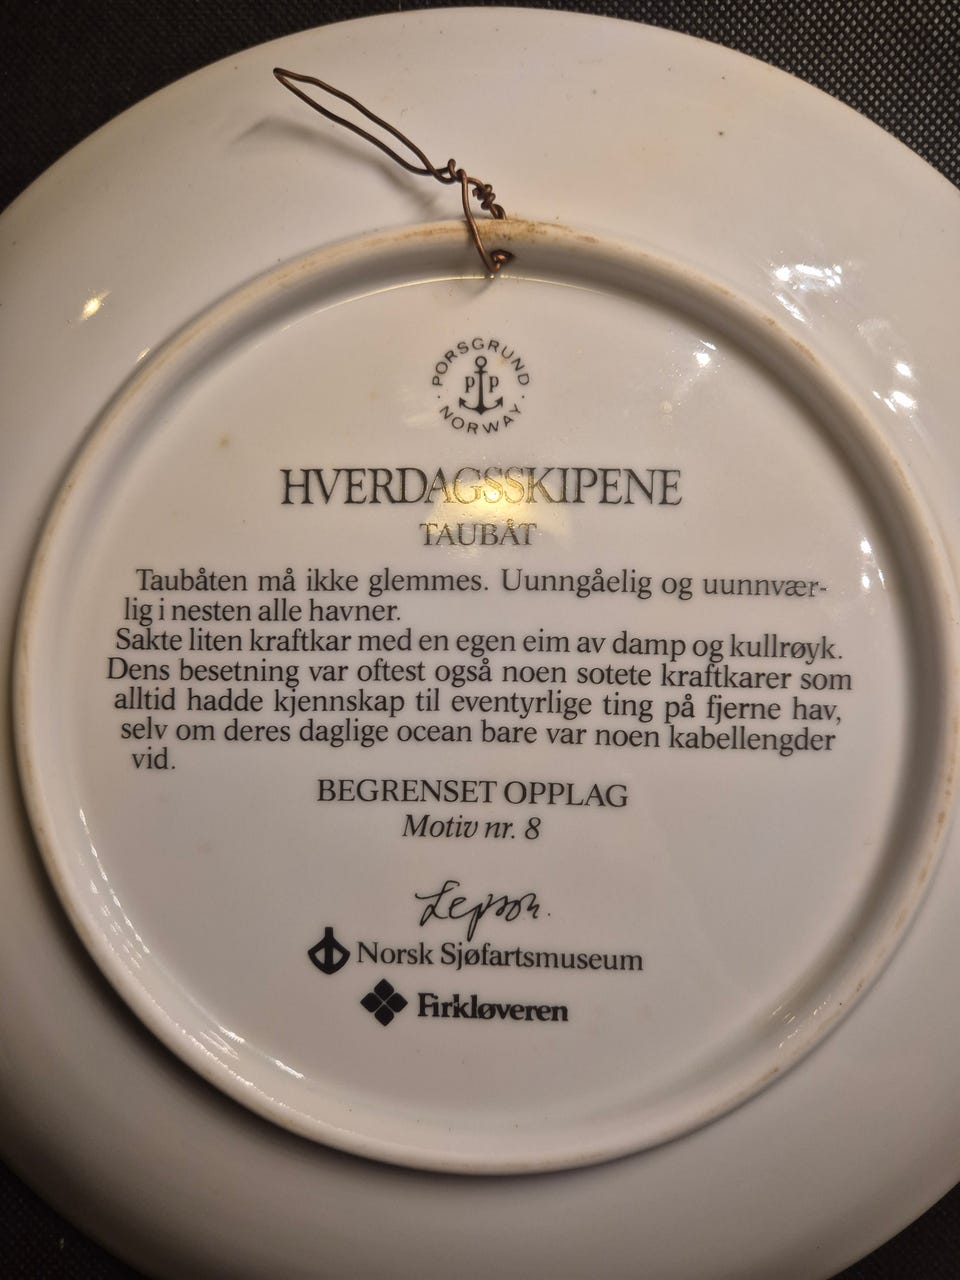 PORSGRUND
P P
NORWAY
HVERDAGSSKIPENE
TAUBÅT
Taubåten må ikke glemmes. Uunngåelig og uunnvær-
lig i nesten alle havner.
Sakte liten kraftkar med en egen eim av damp og kullrøyk.
Dens besetning var oftest også noen sotete kraftkarer som
alltid hadde kjennskap til eventyrlige ting på fjerne hav,
selv om deres daglige ocean bare var noen kabellengder
vid.
BEGRENSET OPPLAG
Motiv nr. 8
Norsk Sjøfartsmuseum
Firkløveren